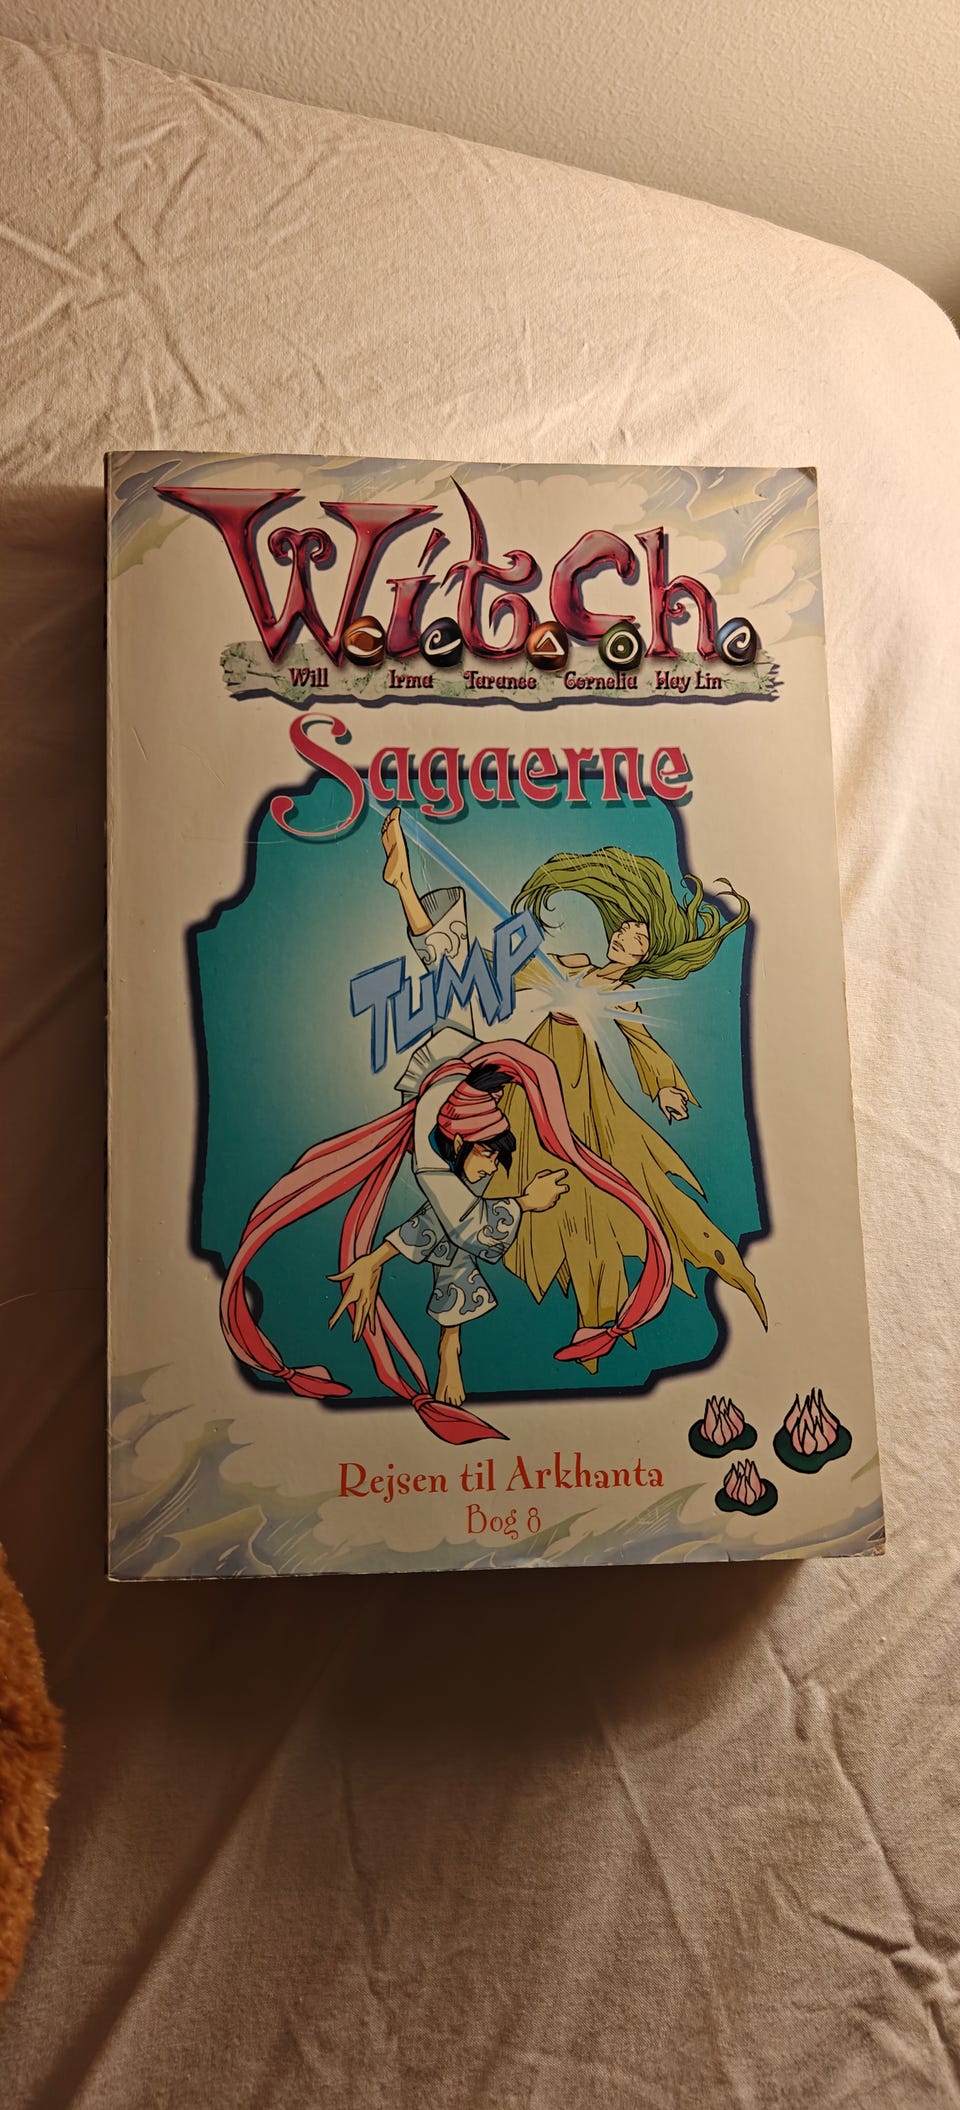 W.i.t.c.h.
Will Irma Taranee Cornelia Hay Lin
Sagaerne
TUMP
Rejsen til Arkhanta
Bog 8